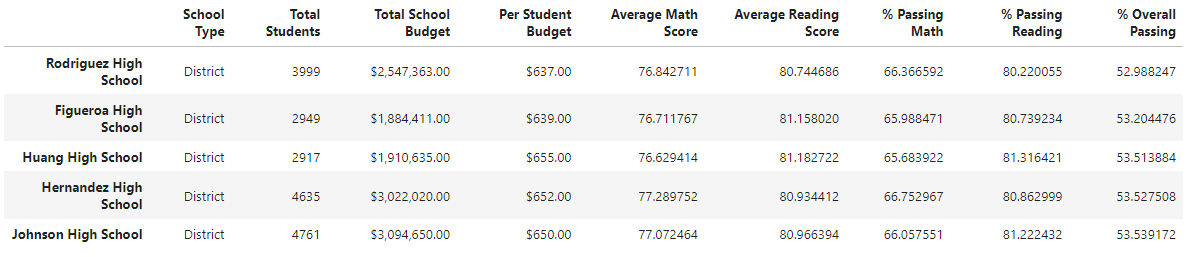 School Type Total Students Total School Budget Per Student Budget Average Math Score Average Reading Score % Passing Math % Passing Reading % Overall Passing
Rodriguez High School District 3999 $2,547,363.00 $637.00 76.842711 80.744686 66.366592 80.220055 52.988247
Figueroa High School District 2949 $1,884,411.00 $639.00 76.711767 81.158020 65.988471 80.739234 53.204476
Huang High School District 2917 $1,910,635.00 $655.00 76.629414 81.182722 65.683922 81.316421 53.513884
Hernandez High School District 4635 $3,022,020.00 $652.00 77.289752 80.934412 66.752967 80.862999 53.527508
Johnson High School District 4761 $3,094,650.00 $650.00 77.072464 80.966394 66.057551 81.222432 53.539172